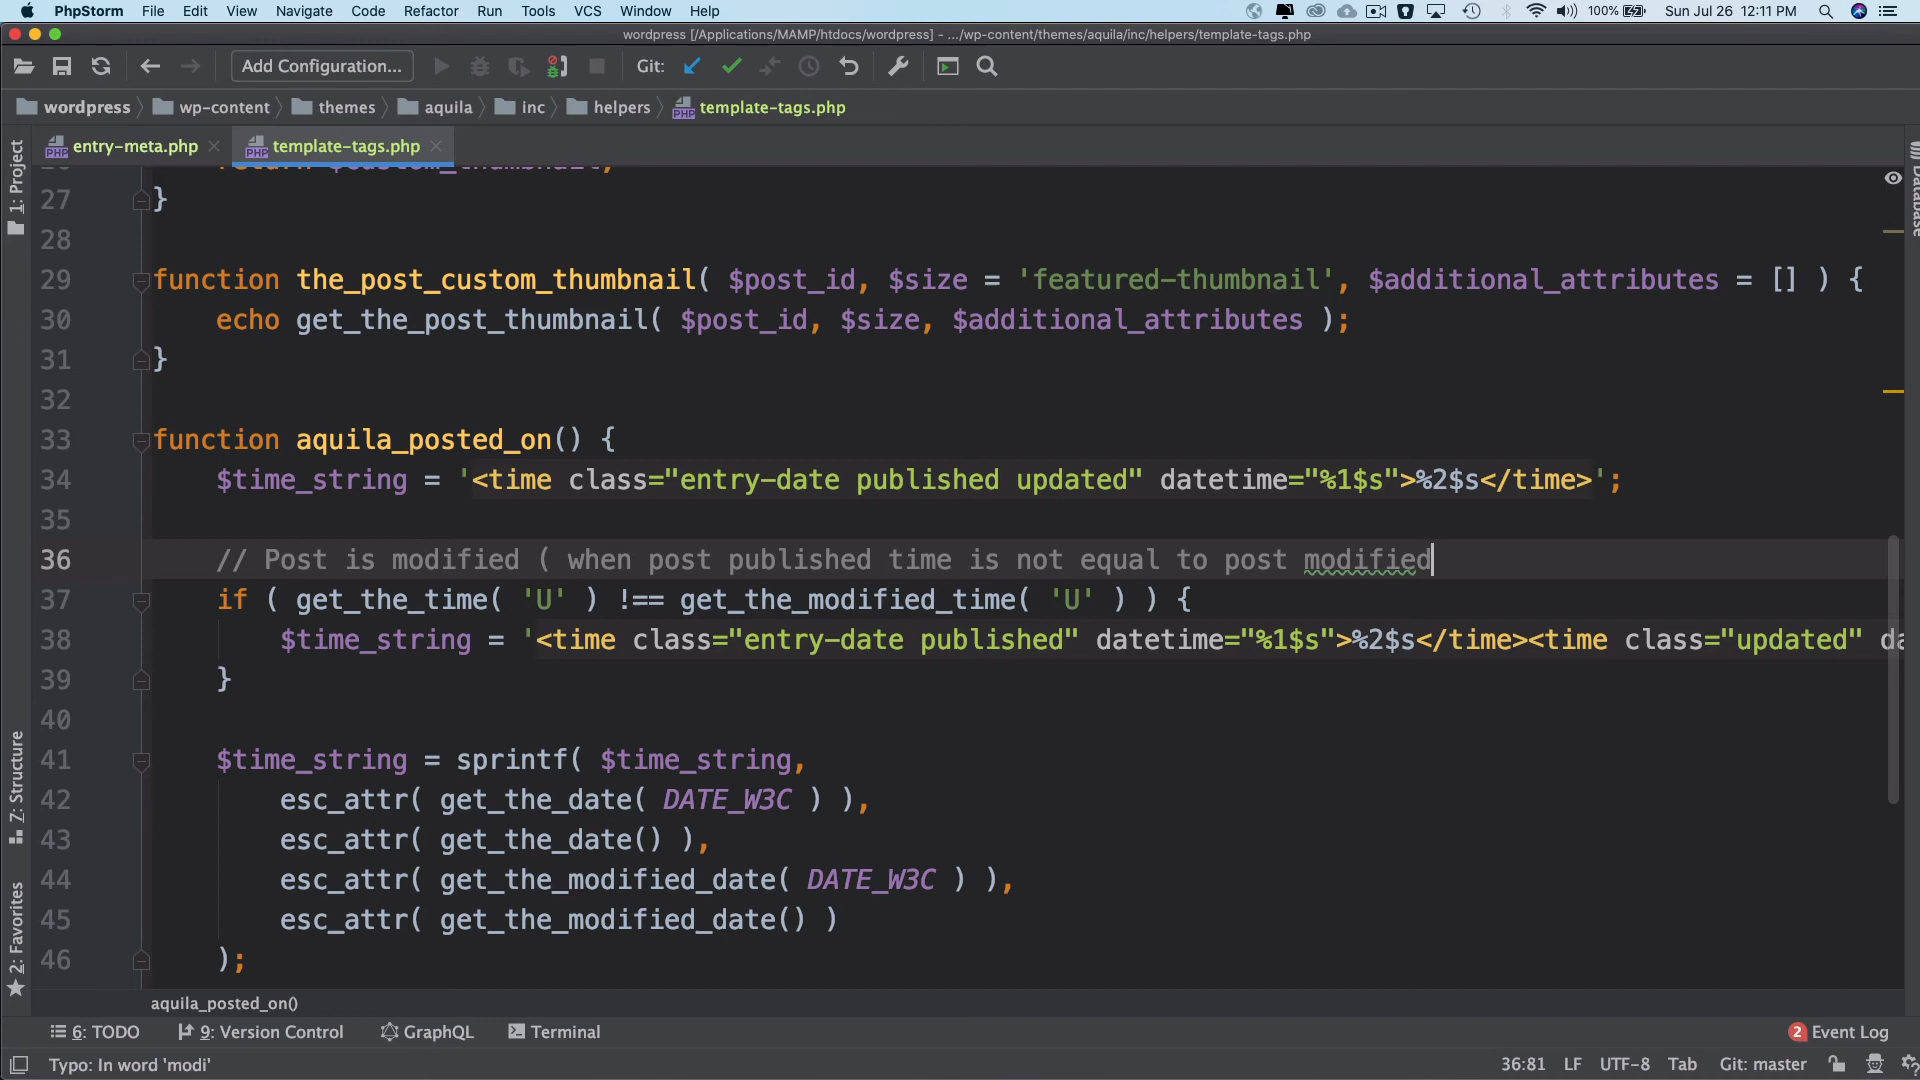 PhpStorm File Edit View Navigate Code Refactor Run Tools VCS Window Help 100% Sun Jul 26 12:11 PM
wordpress [/Applications/MAMP/htdocs/wordpress] - .../wp-content/themes/aquila/inc/helpers/template-tags.php
Add Configuration... Git:
wordpress wp-content themes aquila inc helpers template-tags.php
entry-meta.php template-tags.php
1: Project
Database
27 }
28
29 function the_post_custom_thumbnail( $post_id, $size = 'featured-thumbnail', $additional_attributes = [] ) {
30 echo get_the_post_thumbnail( $post_id, $size, $additional_attributes );
31 }
32
33 function aquila_posted_on() {
34 $time_string = '<time class="entry-date published updated" datetime="%1$s">%2$s</time>';
35
36 // Post is modified ( when post published time is not equal to post modified
37 if ( get_the_time( 'U' ) !== get_the_modified_time( 'U' ) ) {
38 $time_string = '<time class="entry-date published" datetime="%1$s">%2$s</time><time class="updated" da
39 }
40
41 $time_string = sprintf( $time_string,
42 esc_attr( get_the_date( DATE_W3C ) ),
43 esc_attr( get_the_date() ),
44 esc_attr( get_the_modified_date( DATE_W3C ) ),
45 esc_attr( get_the_modified_date() )
46 );
7: Structure
2: Favorites
aquila_posted_on()
6: TODO 9: Version Control GraphQL Terminal 2 Event Log
Typo: In word 'modi' 36:81 LF UTF-8 Tab Git: master